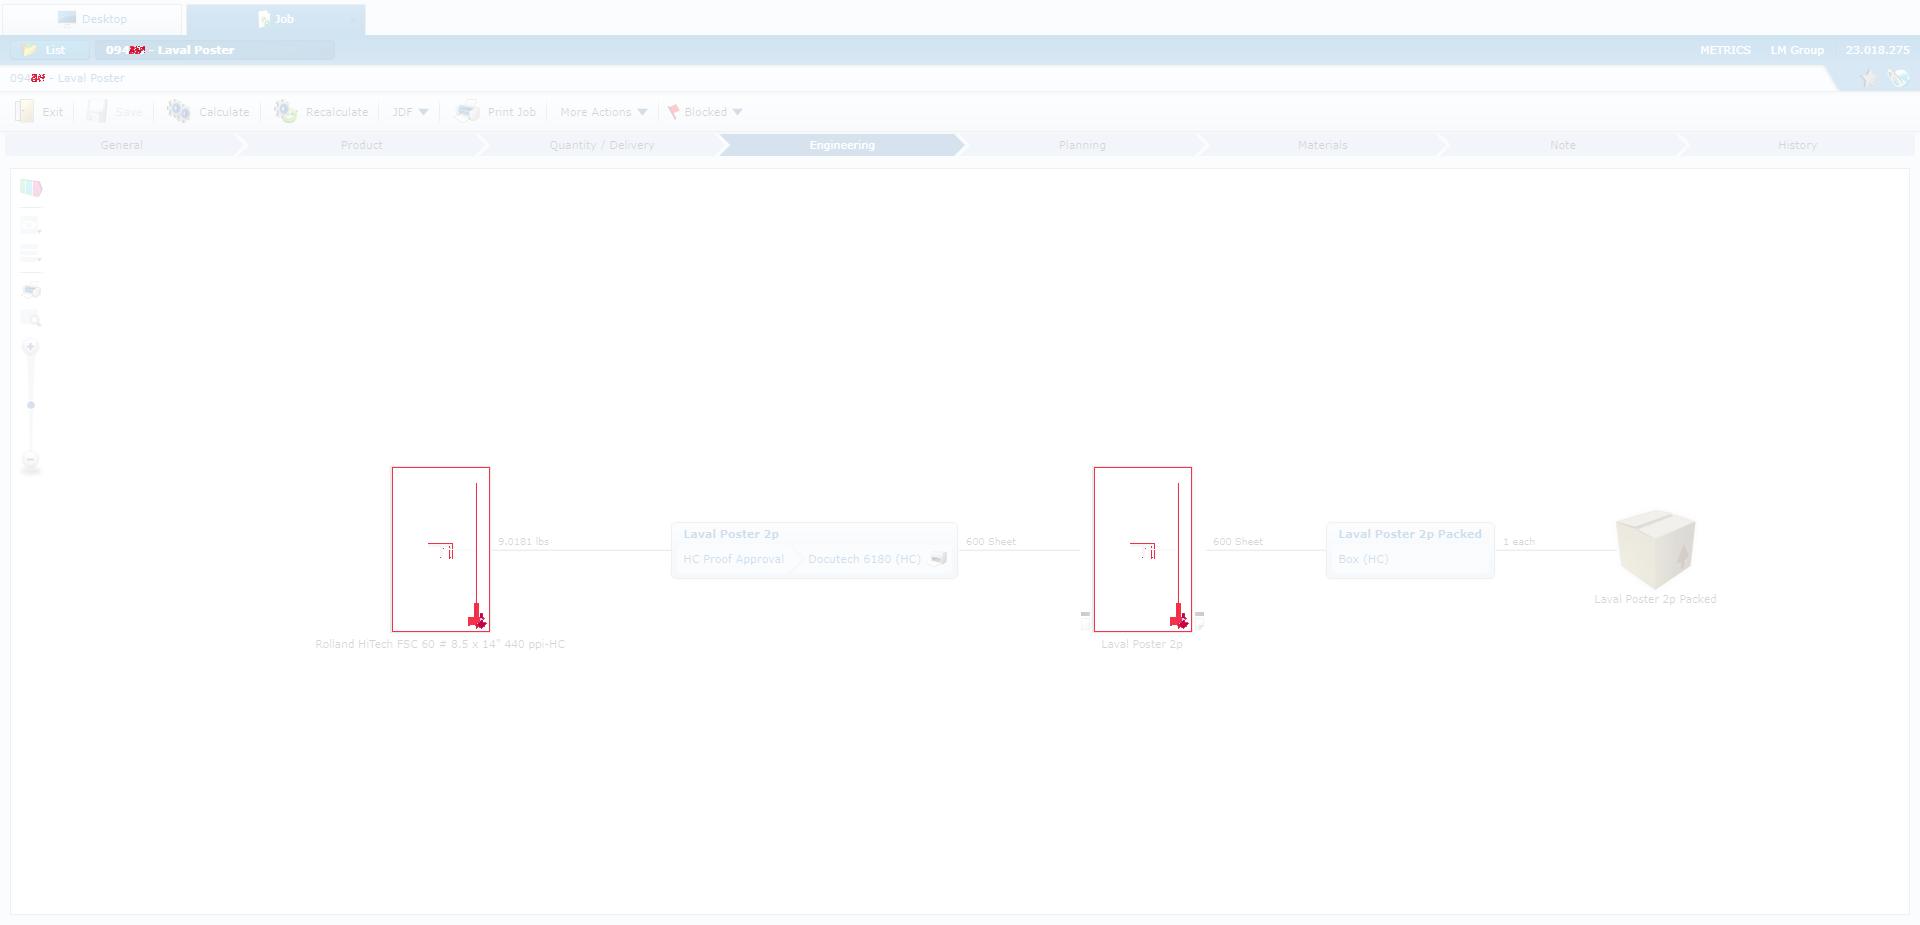 Desktop
Job
List
094 - Laval Poster
METRICS LM Group 23.018.275
094 - Laval Poster
Exit Save Calculate Recalculate JDF Print Job More Actions Blocked
General Product Quantity / Delivery Engineering Planning Materials Note History
9.0181 lbs
Laval Poster 2p
HC Proof Approval Docutech 6180 (HC)
600 Sheet
600 Sheet
Laval Poster 2p Packed
Box (HC)
1 each
Laval Poster 2p Packed
Rolland HiTech FSC 60 # 8.5 x 14" 440 ppi-HC
Laval Poster 2p